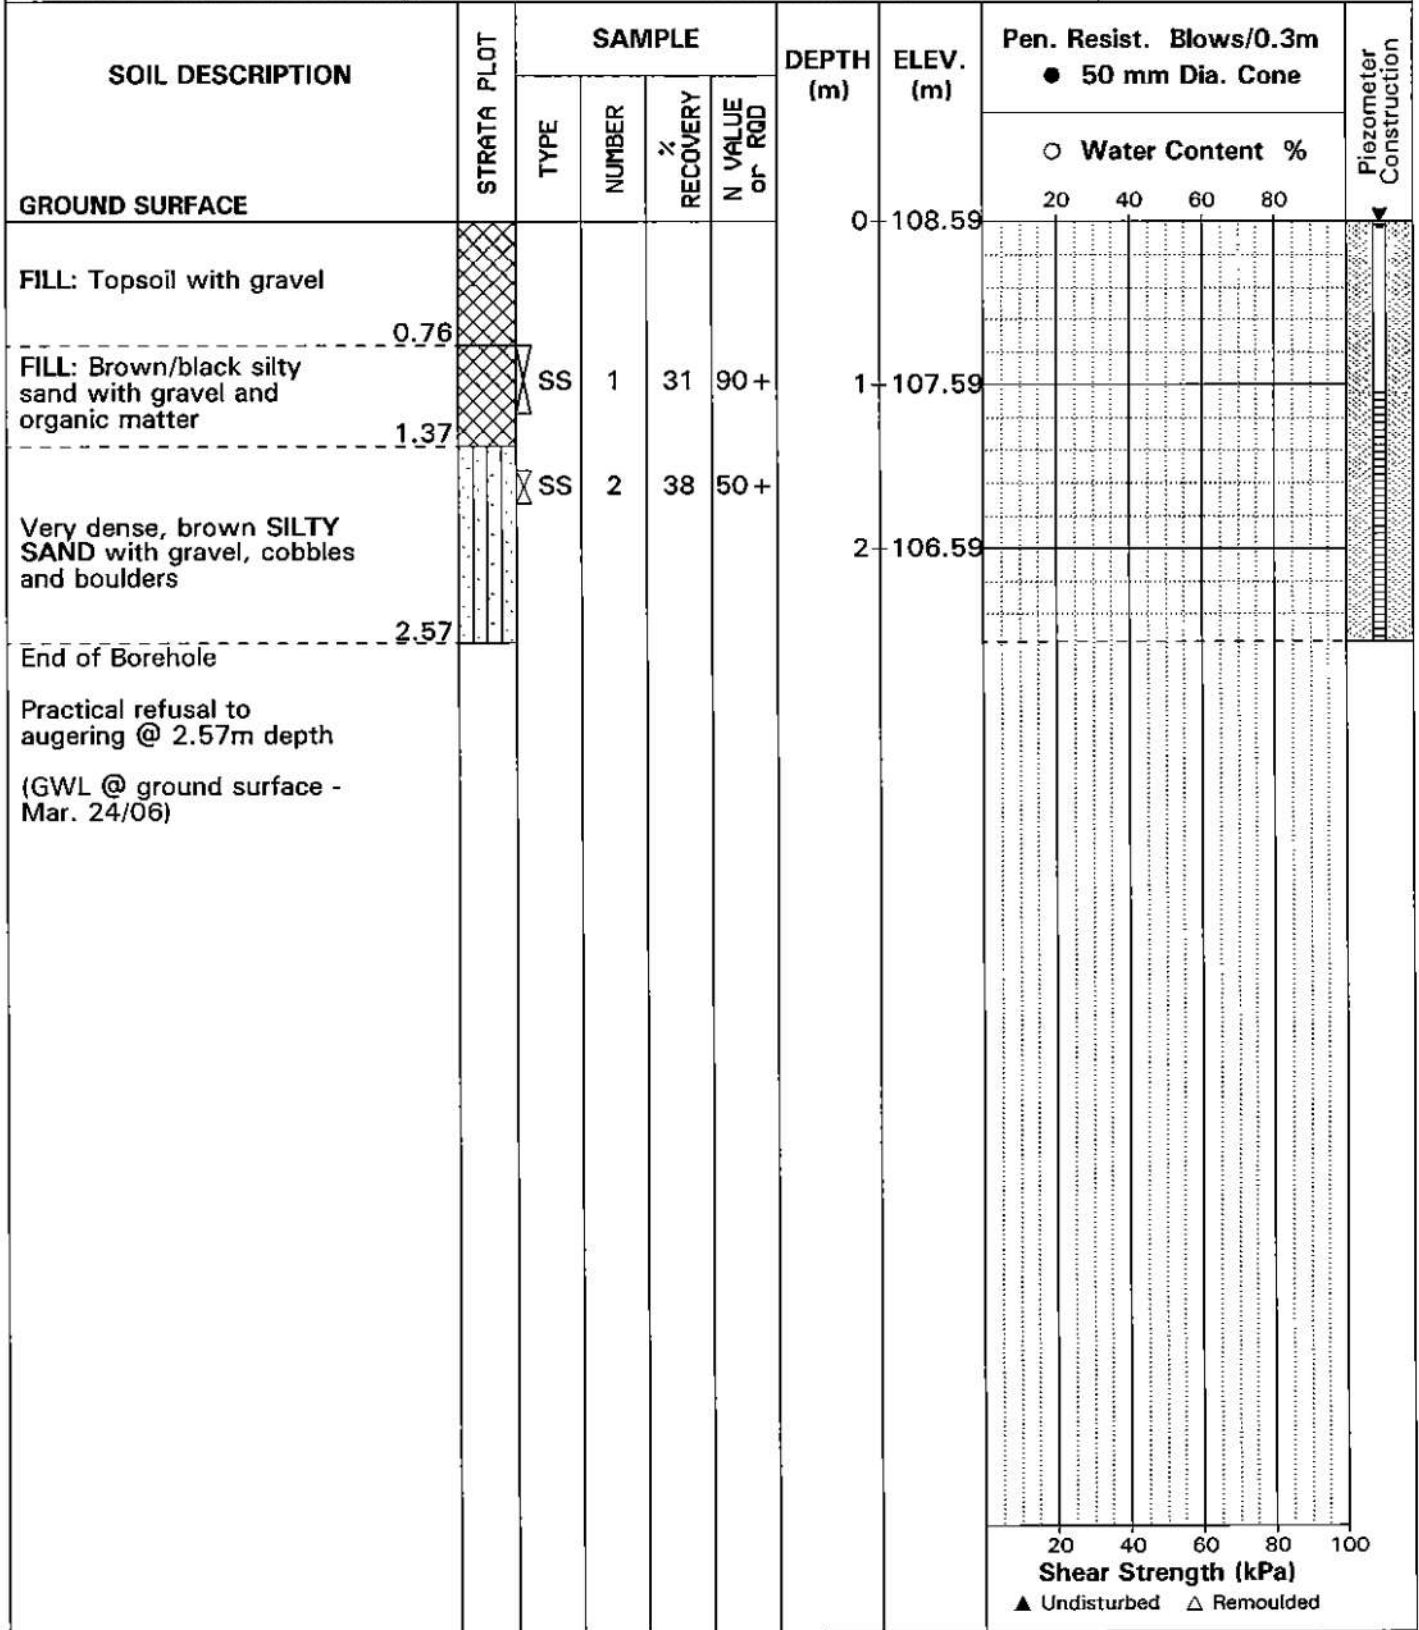 SOIL DESCRIPTION
GROUND SURFACE
STRATA PLOT
SAMPLE
TYPE
NUMBER
%
RECOVERY
N VALUE
or RQD
DEPTH
(m)
ELEV.
(m)
Pen. Resist. Blows/0.3m
● 50 mm Dia. Cone
○ Water Content %
20 40 60 80
Piezometer
Construction
0 108.59
FILL: Topsoil with gravel
0.76
FILL: Brown/black silty
sand with gravel and
organic matter
1.37
SS 1 31 90+
1 107.59
SS 2 38 50+
Very dense, brown SILTY
SAND with gravel, cobbles
and boulders
2.57
2 106.59
End of Borehole
Practical refusal to
augering @ 2.57m depth
(GWL @ ground surface -
Mar. 24/06)
20 40 60 80 100
Shear Strength (kPa)
▲ Undisturbed △ Remoulded